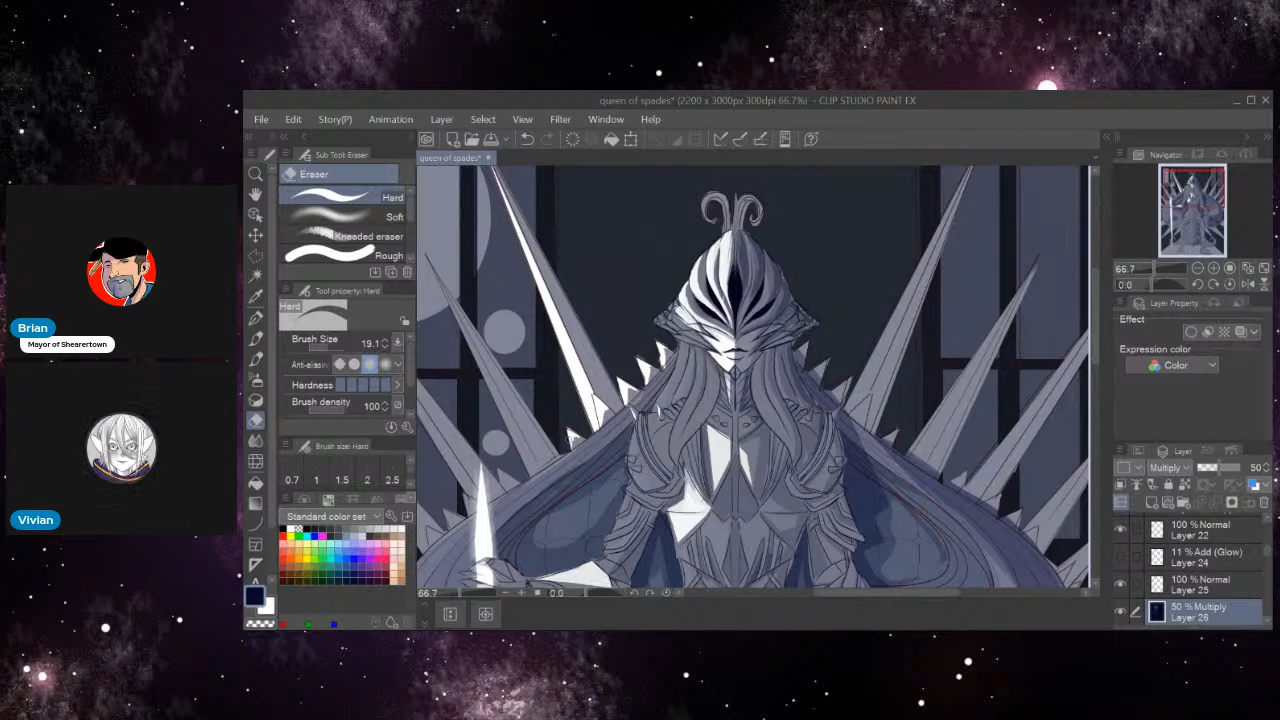 queen of spades* (2200 x 3000px 300dpi 66.7%) - CLIP STUDIO PAINT EX
File Edit Story(P) Animation Layer Select View Filter Window Help
Sub Tool: Eraser
queen of spades*
Navigator
Eraser
Hard
Soft
Kneaded eraser
Rough
66.7
0.0
Tool property: Hard
Hard
Layer Property
Effect
Brush Size 19.1
Expression color
Color
Anti-aliasin
Hardness
Brush density 100
Brian
Mayor of Shearertown
Brush size: Hard
Layer
Multiply 50
0.7 1 1.5 2 2.5
Standard color set
100 % Normal
Layer 22
11 % Add (Glow)
Layer 24
100 % Normal
Layer 25
66.7 0.0
50 % Multiply
Layer 26
Vivian